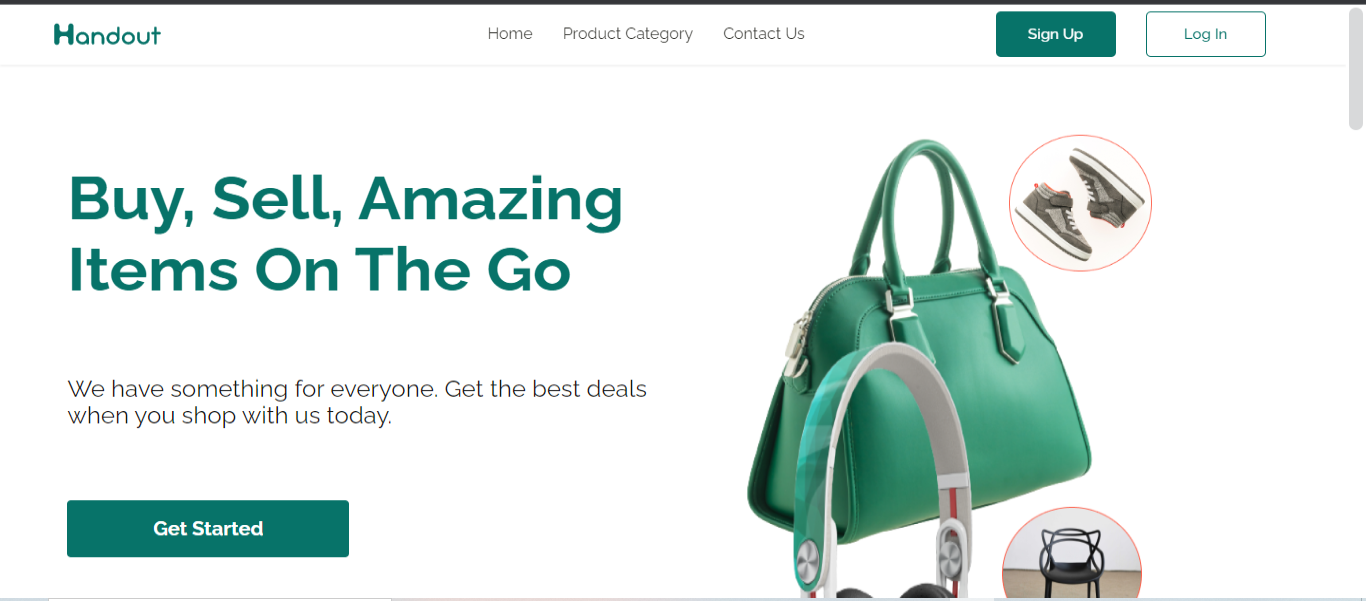 Handout
Home
Product Category
Contact Us
Sign Up
Log In
Buy, Sell, Amazing
Items On The Go
We have something for everyone. Get the best deals
when you shop with us today.
Get Started